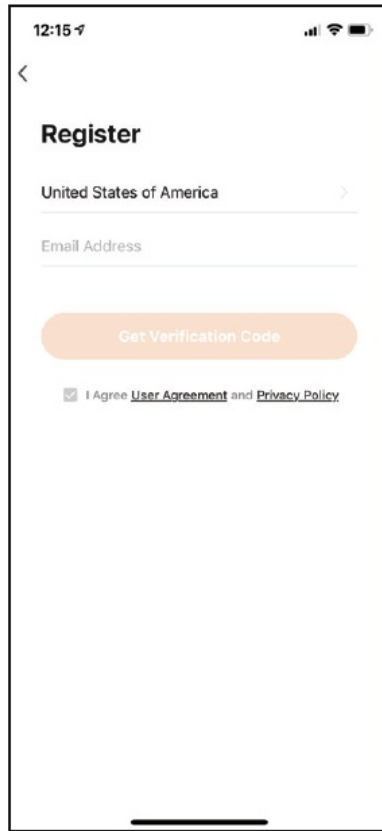 12:15
Register
United States of America
Email Address
Get Verification Code
I Agree User Agreement and Privacy Policy